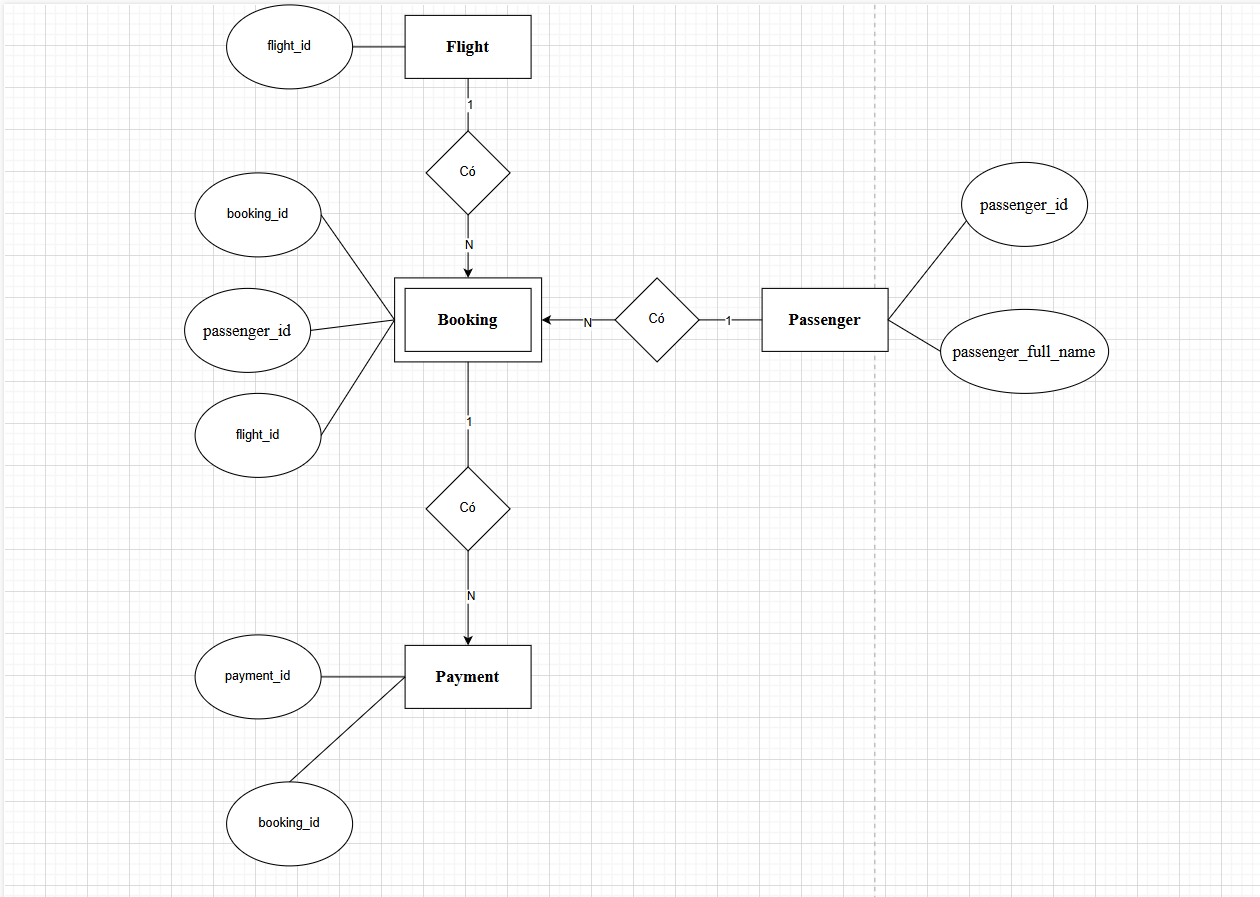 flight_id
Flight
1
Có
N
booking_id
passenger_id
flight_id
Booking
N
Có
1
Passenger
passenger_id
passenger_full_name
1
Có
N
payment_id
Payment
booking_id